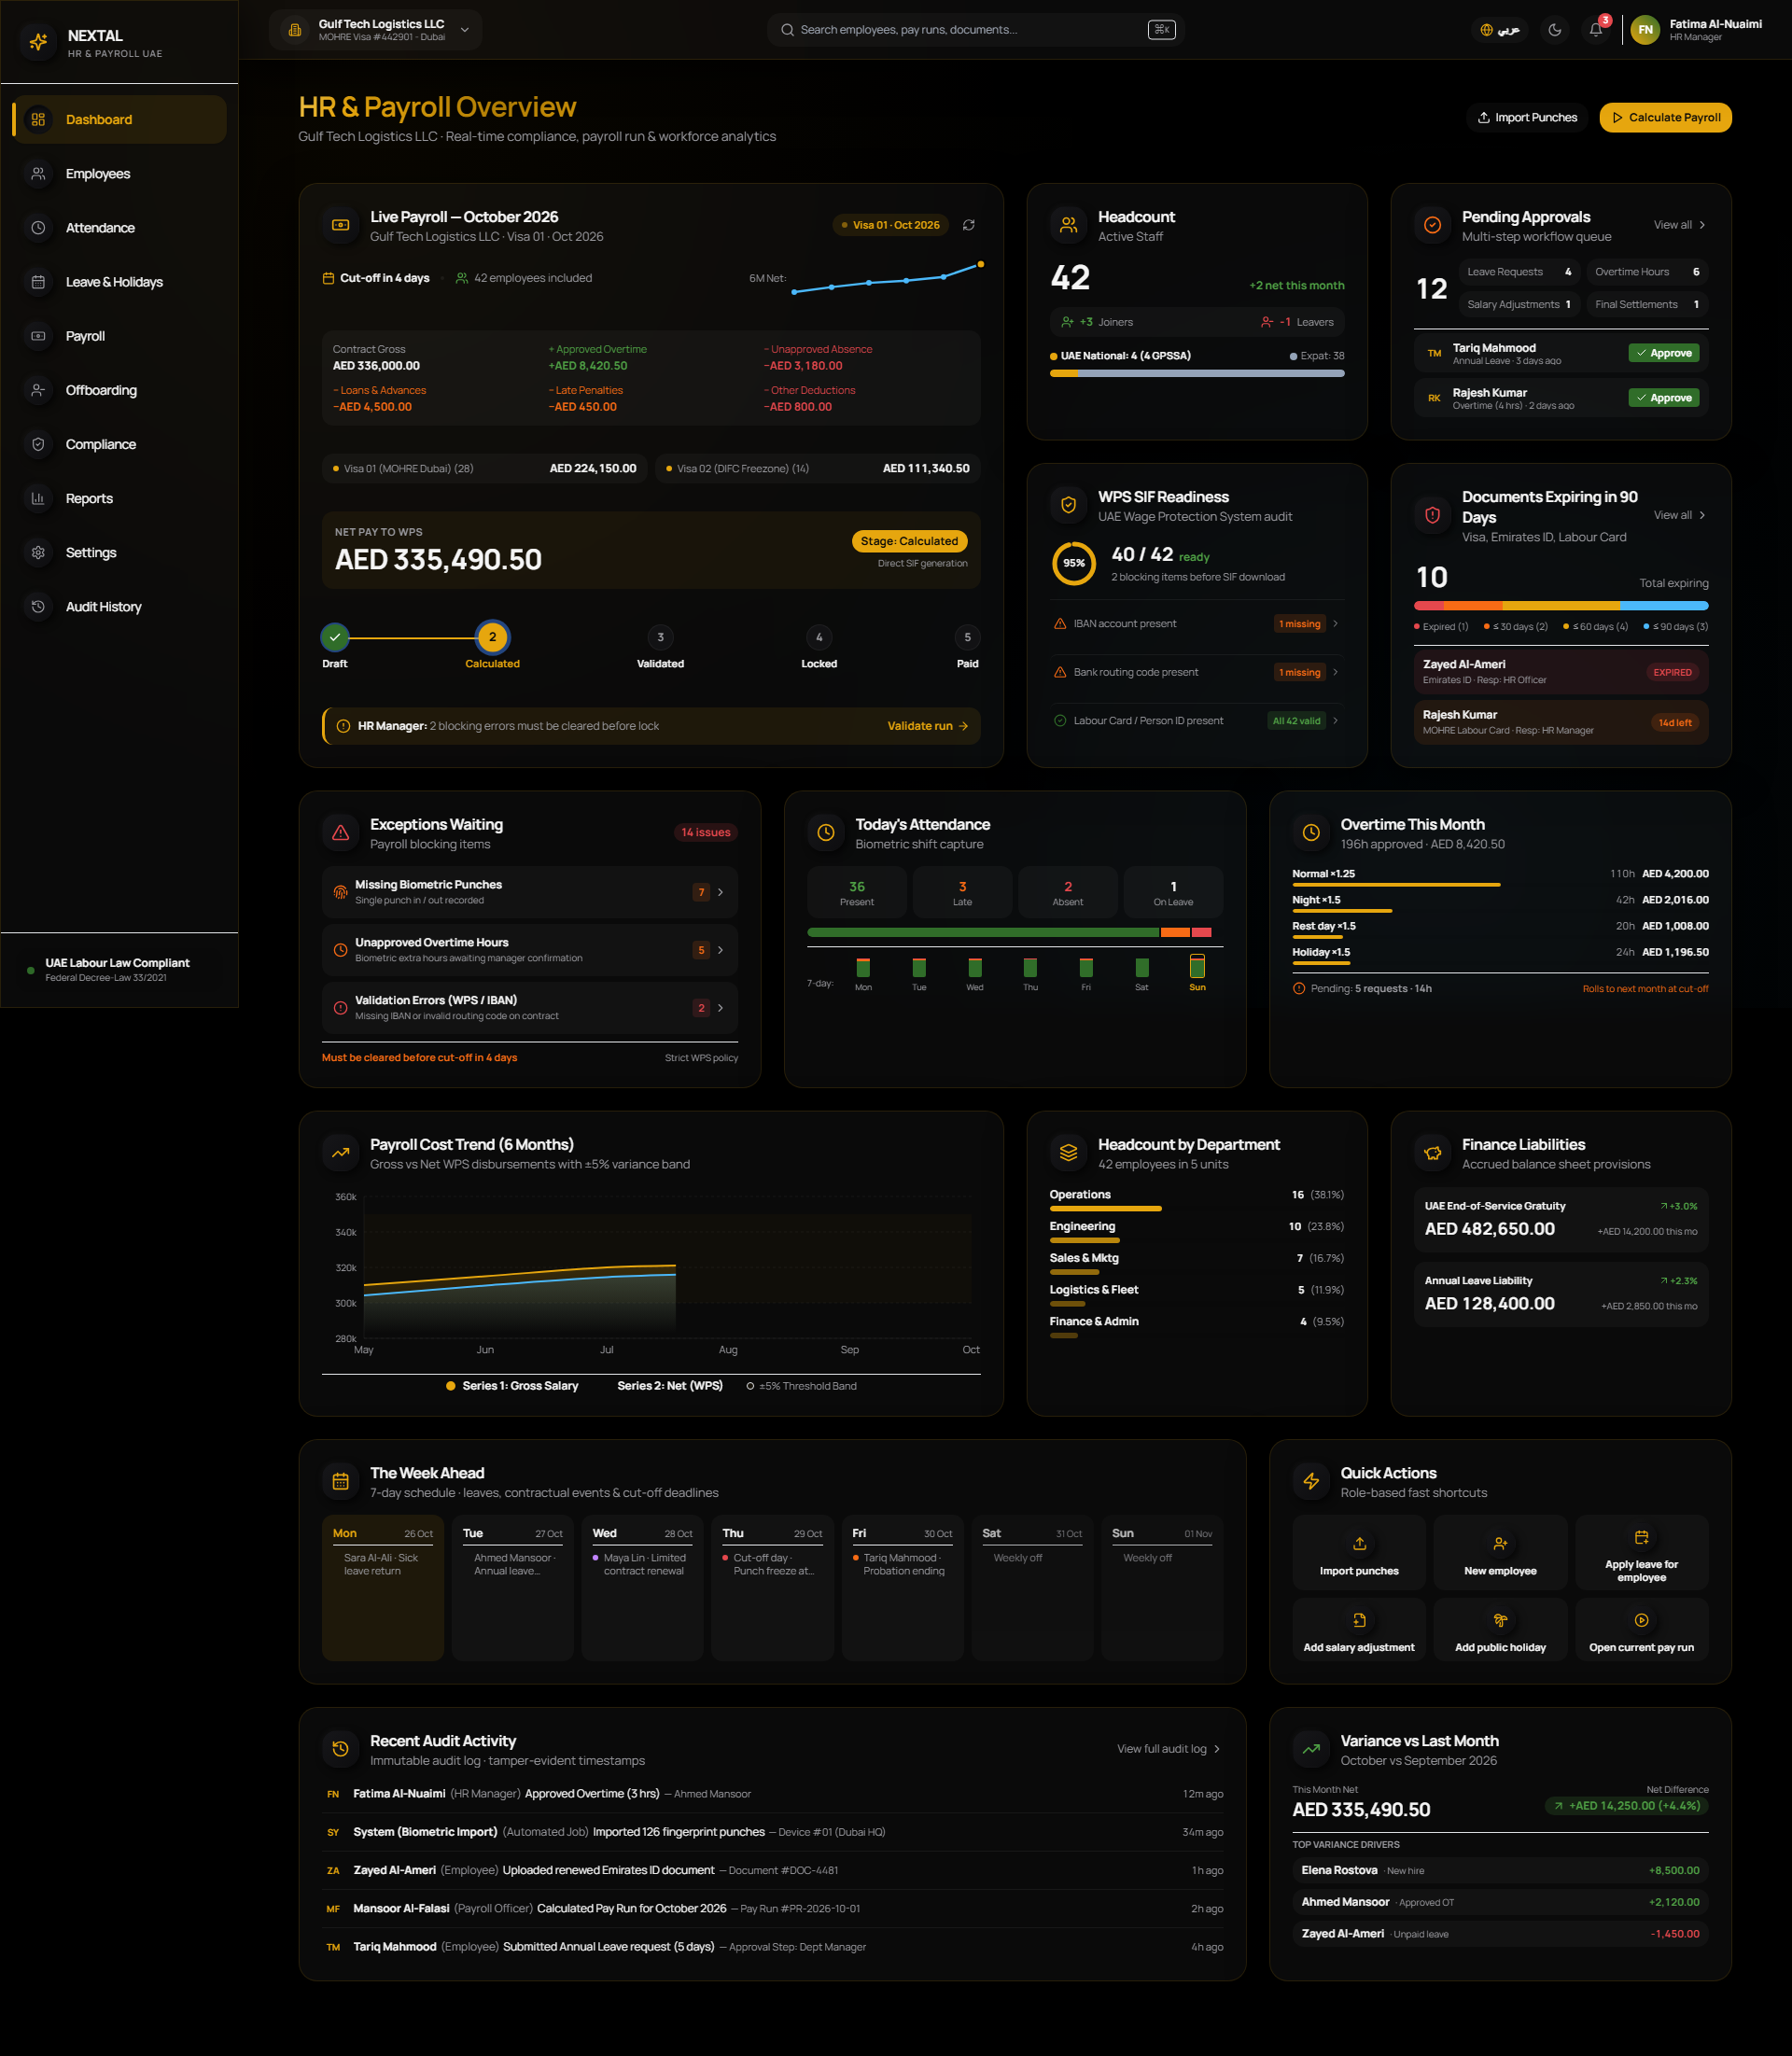 NEXTAL
HR & PAYROLL UAE
Dashboard
Employees
Attendance
Leave & Holidays
Payroll
Offboarding
Compliance
Reports
Settings
Audit History
UAE Labour Law Compliant
Federal Decree-Law 33/2021
Gulf Tech Logistics LLC
MOHRE Visa #442901 - Dubai
Search employees, pay runs, documents...
⌘K
عربي
3
FN
Fatima Al-Nuaimi
HR Manager
HR & Payroll Overview
Gulf Tech Logistics LLC · Real-time compliance, payroll run & workforce analytics
Import Punches
Calculate Payroll
Live Payroll — October 2026
Gulf Tech Logistics LLC · Visa 01 · Oct 2026
Visa 01 · Oct 2026
Cut-off in 4 days
42 employees included
6M Net:
Contract Gross
AED 336,000.00
+ Approved Overtime
+AED 8,420.50
− Unapproved Absence
−AED 3,180.00
− Loans & Advances
−AED 4,500.00
− Late Penalties
−AED 450.00
− Other Deductions
−AED 800.00
Visa 01 (MOHRE Dubai) (28) AED 224,150.00
Visa 02 (DIFC Freezone) (14) AED 111,340.50
NET PAY TO WPS
AED 335,490.50
Stage: Calculated
Direct SIF generation
2 3 4 5
Draft Calculated Validated Locked Paid
HR Manager: 2 blocking errors must be cleared before lock
Validate run →
Headcount
Active Staff
42
+2 net this month
+3 Joiners
-1 Leavers
UAE National: 4 (4 GPSSA)
Expat: 38
Pending Approvals
Multi-step workflow queue
View all
12
Leave Requests 4
Overtime Hours 6
Salary Adjustments 1
Final Settlements 1
TM
Tariq Mahmood
Annual Leave · 3 days ago
Approve
RK
Rajesh Kumar
Overtime (4 hrs) · 2 days ago
Approve
WPS SIF Readiness
UAE Wage Protection System audit
95%
40 / 42 ready
2 blocking items before SIF download
IBAN account present
1 missing
Bank routing code present
1 missing
Labour Card / Person ID present
All 42 valid
Documents Expiring in 90
Days
Visa, Emirates ID, Labour Card
View all
10
Total expiring
Expired (1) ≤ 30 days (2) ≤ 60 days (4) ≤ 90 days (3)
Zayed Al-Ameri
Emirates ID · Resp: HR Officer
EXPIRED
Rajesh Kumar
MOHRE Labour Card · Resp: HR Manager
14d left
Exceptions Waiting
Payroll blocking items
14 issues
Missing Biometric Punches
Single punch in / out recorded
7
Unapproved Overtime Hours
Biometric extra hours awaiting manager confirmation
5
Validation Errors (WPS / IBAN)
Missing IBAN or invalid routing code on contract
2
Must be cleared before cut-off in 4 days
Strict WPS policy
Today's Attendance
Biometric shift capture
36 3 2 1
Present Late Absent On Leave
7-day: Mon Tue Wed Thu Fri Sat Sun
Overtime This Month
196h approved · AED 8,420.50
Normal ×1.25 110h AED 4,200.00
Night ×1.5 42h AED 2,016.00
Rest day ×1.5 20h AED 1,008.00
Holiday ×1.5 24h AED 1,196.50
Pending: 5 requests · 14h
Rolls to next month at cut-off
Payroll Cost Trend (6 Months)
Gross vs Net WPS disbursements with ±5% variance band
360k
340k
320k
300k
280k
May Jun Jul Aug Sep Oct
Series 1: Gross Salary Series 2: Net (WPS) ±5% Threshold Band
Headcount by Department
42 employees in 5 units
Operations 16 (38.1%)
Engineering 10 (23.8%)
Sales & Mktg 7 (16.7%)
Logistics & Fleet 5 (11.9%)
Finance & Admin 4 (9.5%)
Finance Liabilities
Accrued balance sheet provisions
UAE End-of-Service Gratuity +3.0%
AED 482,650.00 +AED 14,200.00 this mo
Annual Leave Liability +2.3%
AED 128,400.00 +AED 2,850.00 this mo
The Week Ahead
7-day schedule · leaves, contractual events & cut-off deadlines
Mon 26 Oct
Sara Al-Ali · Sick
leave return
Tue 27 Oct
Ahmed Mansoor ·
Annual leave...
Wed 28 Oct
Maya Lin · Limited
contract renewal
Thu 29 Oct
Cut-off day ·
Punch freeze at...
Fri 30 Oct
Tariq Mahmood ·
Probation ending
Sat 31 Oct
Weekly off
Sun 01 Nov
Weekly off
Quick Actions
Role-based fast shortcuts
Import punches
New employee
Apply leave for
employee
Add salary adjustment
Add public holiday
Open current pay run
Recent Audit Activity
Immutable audit log · tamper-evident timestamps
View full audit log
FN Fatima Al-Nuaimi (HR Manager) Approved Overtime (3 hrs) — Ahmed Mansoor 12m ago
SY System (Biometric Import) (Automated Job) Imported 126 fingerprint punches — Device #01 (Dubai HQ) 34m ago
ZA Zayed Al-Ameri (Employee) Uploaded renewed Emirates ID document — Document #DOC-4481 1h ago
MF Mansoor Al-Falasi (Payroll Officer) Calculated Pay Run for October 2026 — Pay Run #PR-2026-10-01 2h ago
TM Tariq Mahmood (Employee) Submitted Annual Leave request (5 days) — Approval Step: Dept Manager 4h ago
Variance vs Last Month
October vs September 2026
This Month Net
AED 335,490.50
Net Difference
+AED 14,250.00 (+4.4%)
TOP VARIANCE DRIVERS
Elena Rostova · New hire +8,500.00
Ahmed Mansoor · Approved OT +2,120.00
Zayed Al-Ameri · Unpaid leave -1,450.00